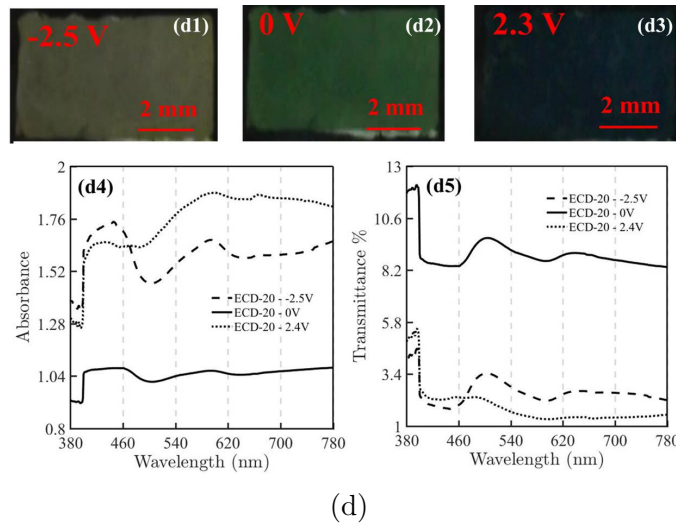 -2.5 V (d1)
2 mm
0 V (d2)
2 mm
2.3 V (d3)
2 mm
(d4)
Absorbance
2
1.76
1.52
1.28
1.04
0.8
ECD-20 - -2.5V
ECD-20 - 0V
ECD-20 - 2.4V
380 460 540 620 700 780
Wavelength (nm)
(d5)
Transmittance %
13
10.6
8.2
5.8
3.4
1
ECD-20 - -2.5V
ECD-20 - 0V
ECD-20 - 2.4V
380 460 540 620 700 780
Wavelength (nm)
(d)